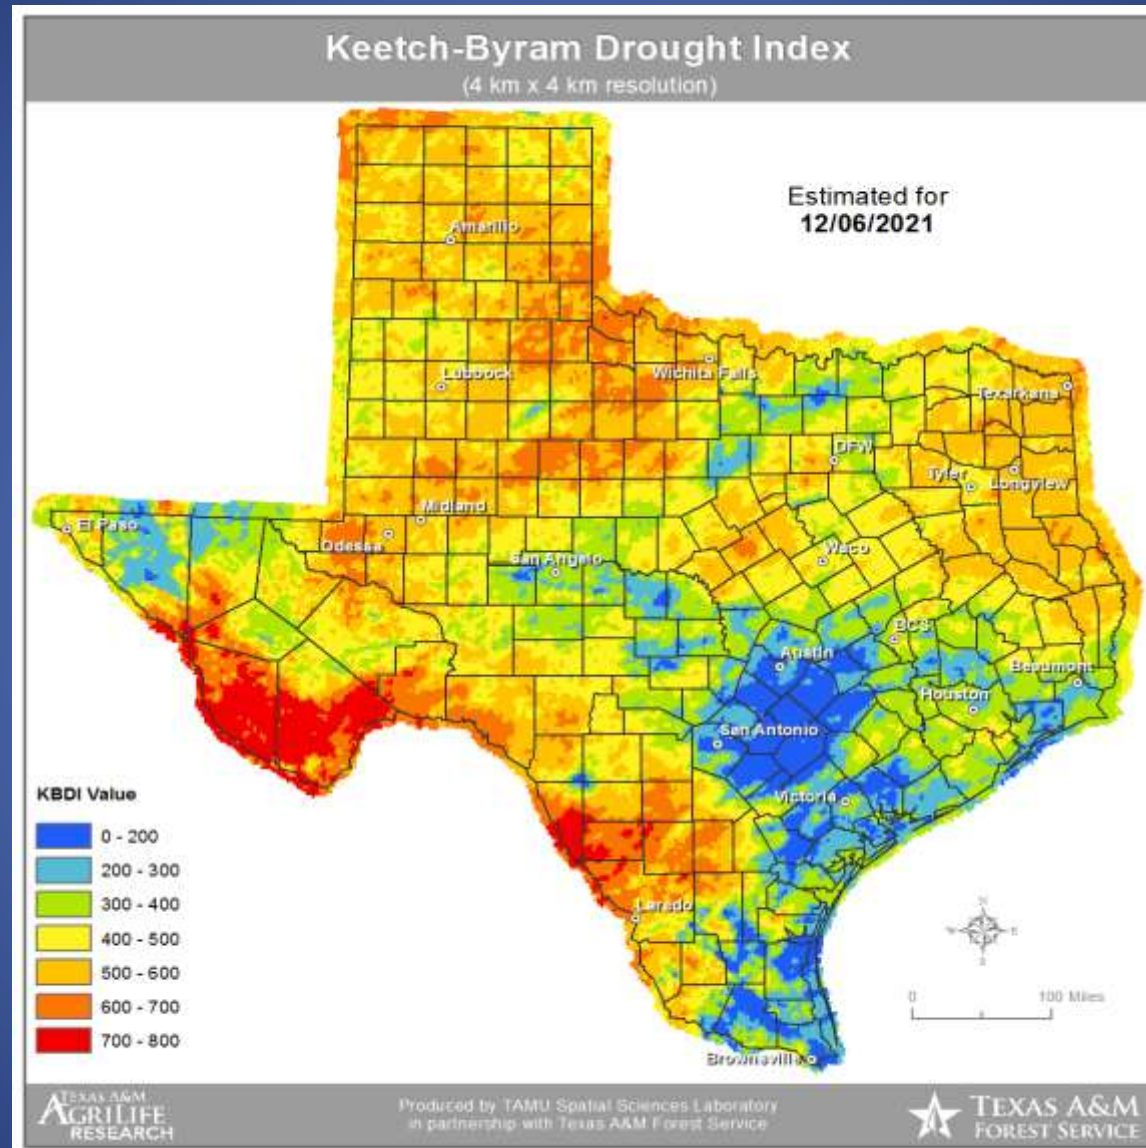 Keetch-Byram Drought Index
(4 km x 4 km resolution)
Estimated for
12/06/2021
Amarillo
Lubbock
Wichita Falls
Texarkana
DFW
Tyler
Longview
Midland
El Paso
Odessa
San Angelo
Waco
BCS
Austin
Beaumont
Houston
San Antonio
Victoria
Laredo
Brownsville
KBDI Value
0 - 200
200 - 300
300 - 400
400 - 500
500 - 600
600 - 700
700 - 800
N
W E
S
0 100 Miles
TEXAS A&M
AGRILIFE
RESEARCH
Produced by TAMU Spatial Sciences Laboratory
in partnership with Texas A&M Forest Service
TEXAS A&M
FOREST SERVICE